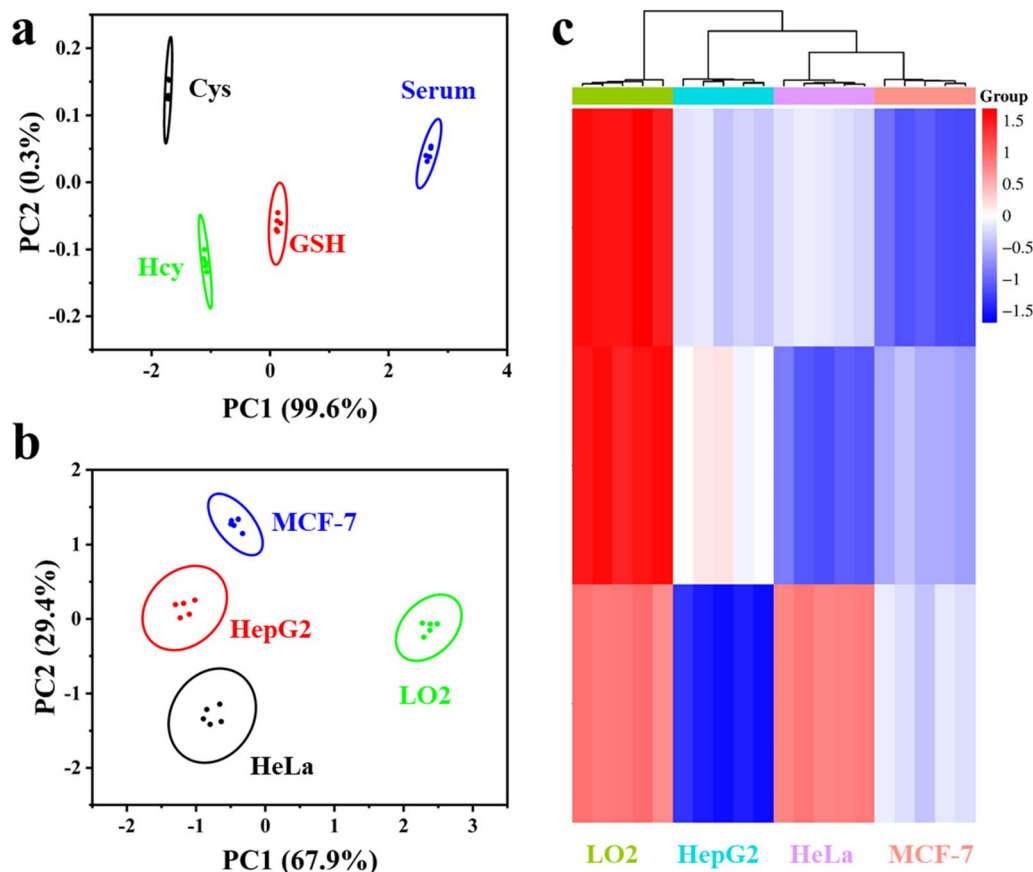 a
0.2
0.1
0.0
-0.1
-0.2
PC2 (0.3%)
Cys
Serum
GSH
Hcy
-2
0
2
4
PC1 (99.6%)
b
2
1
0
-1
-2
PC2 (29.4%)
MCF-7
HepG2
LO2
HeLa
-2
-1
0
1
2
3
PC1 (67.9%)
c
Group
1.5
1
0.5
0
−0.5
−1
−1.5
LO2
HepG2
HeLa
MCF-7